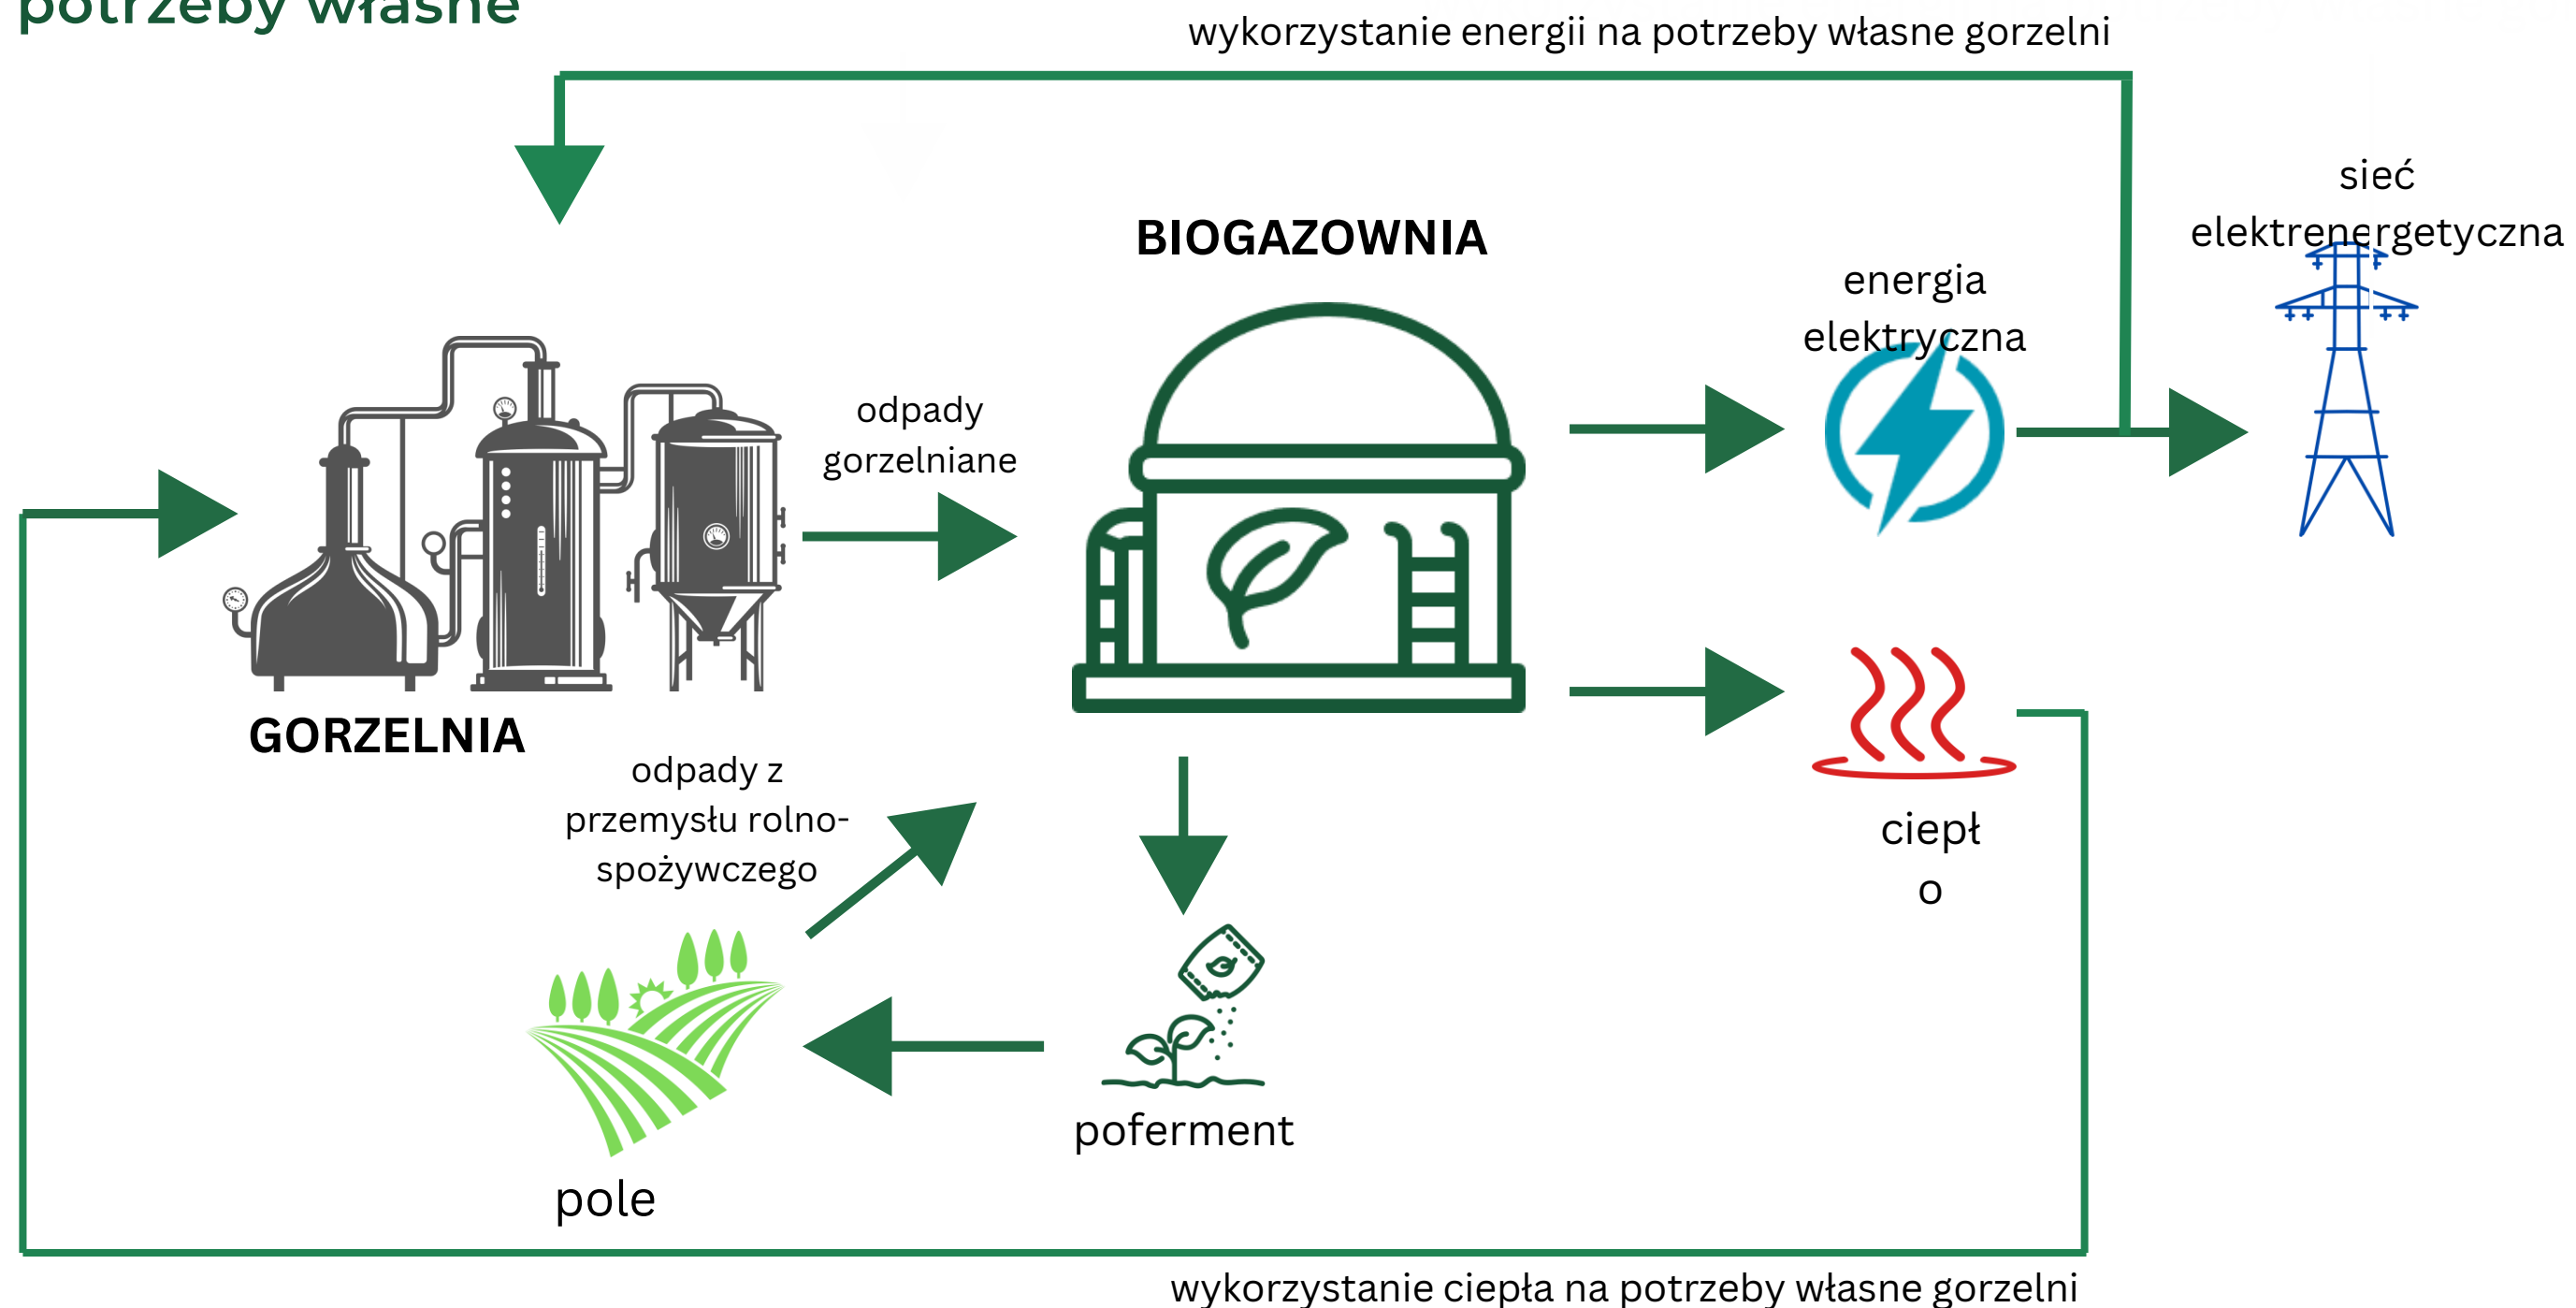 potrzeby własne
wykorzystanie energii na potrzeby własne gorzelni
sieć
elektrenergetyczna
BIOGAZOWNIA
energia
elektryczna
odpady
gorzelniane
GORZELNIA
odpady z
przemysłu rolno-
spożywczego
ciepł
o
poferment
pole
wykorzystanie ciepła na potrzeby własne gorzelni